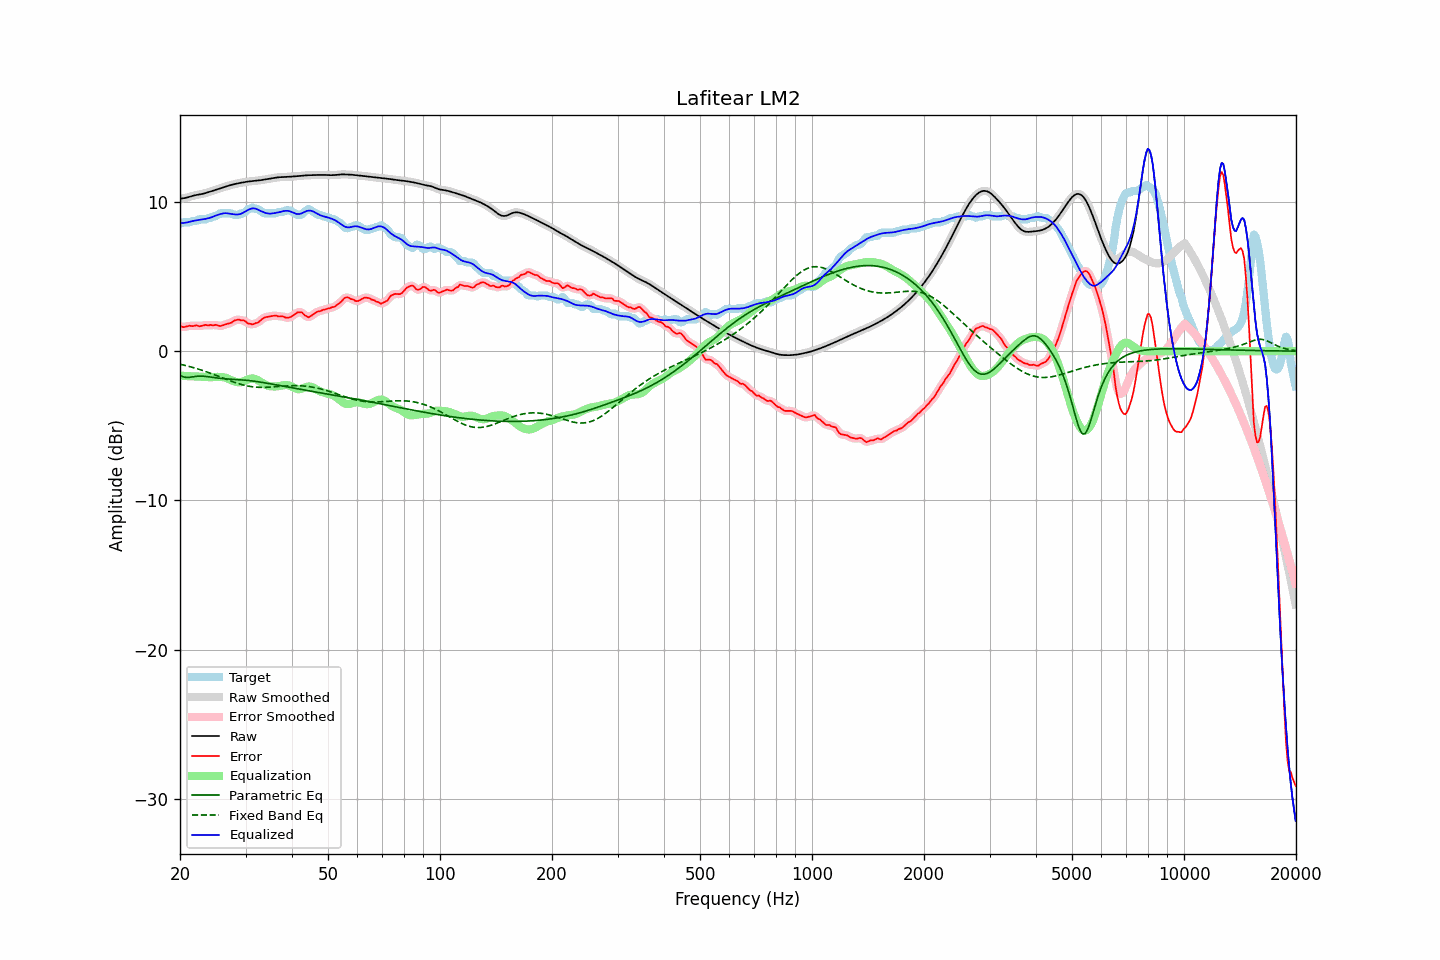 Lafitear LM2
Amplitude (dBr)
10
0
−10
−20
−30
Target
Raw Smoothed
Error Smoothed
Raw
Error
Equalization
Parametric Eq
Fixed Band Eq
Equalized
20 50 100 200 500 1000 2000 5000 10000 20000
Frequency (Hz)